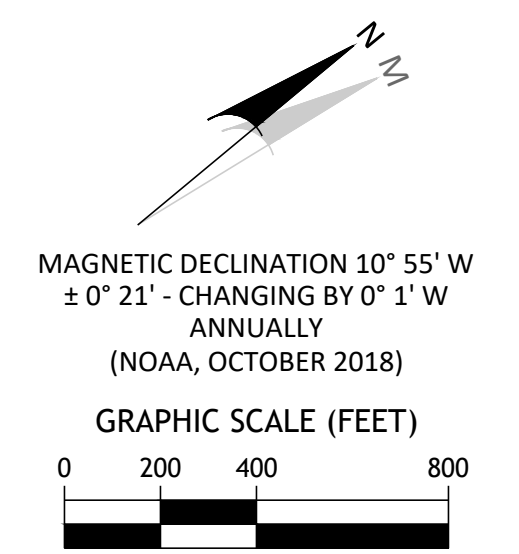 N
M
MAGNETIC DECLINATION 10° 55' W
± 0° 21' - CHANGING BY 0° 1' W
ANNUALLY
(NOAA, OCTOBER 2018)
GRAPHIC SCALE (FEET)
0 200 400 800